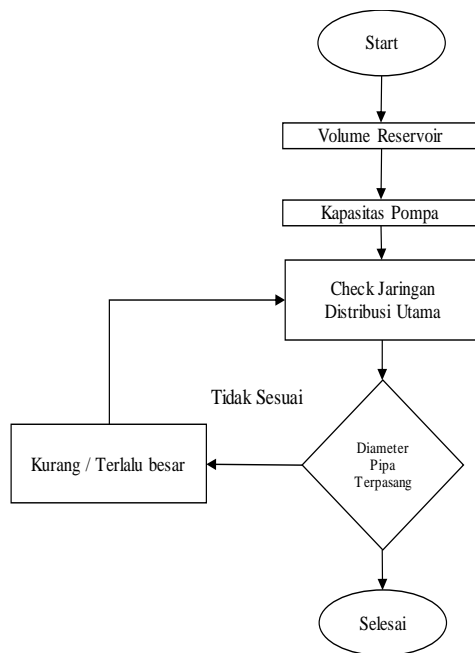 Start
Volume Reservoir
Kapasitas Pompa
Check Jaringan
Distribusi Utama
Tidak Sesuai
Kurang / Terlalu besar
Diameter
Pipa
Terpasang
Selesai